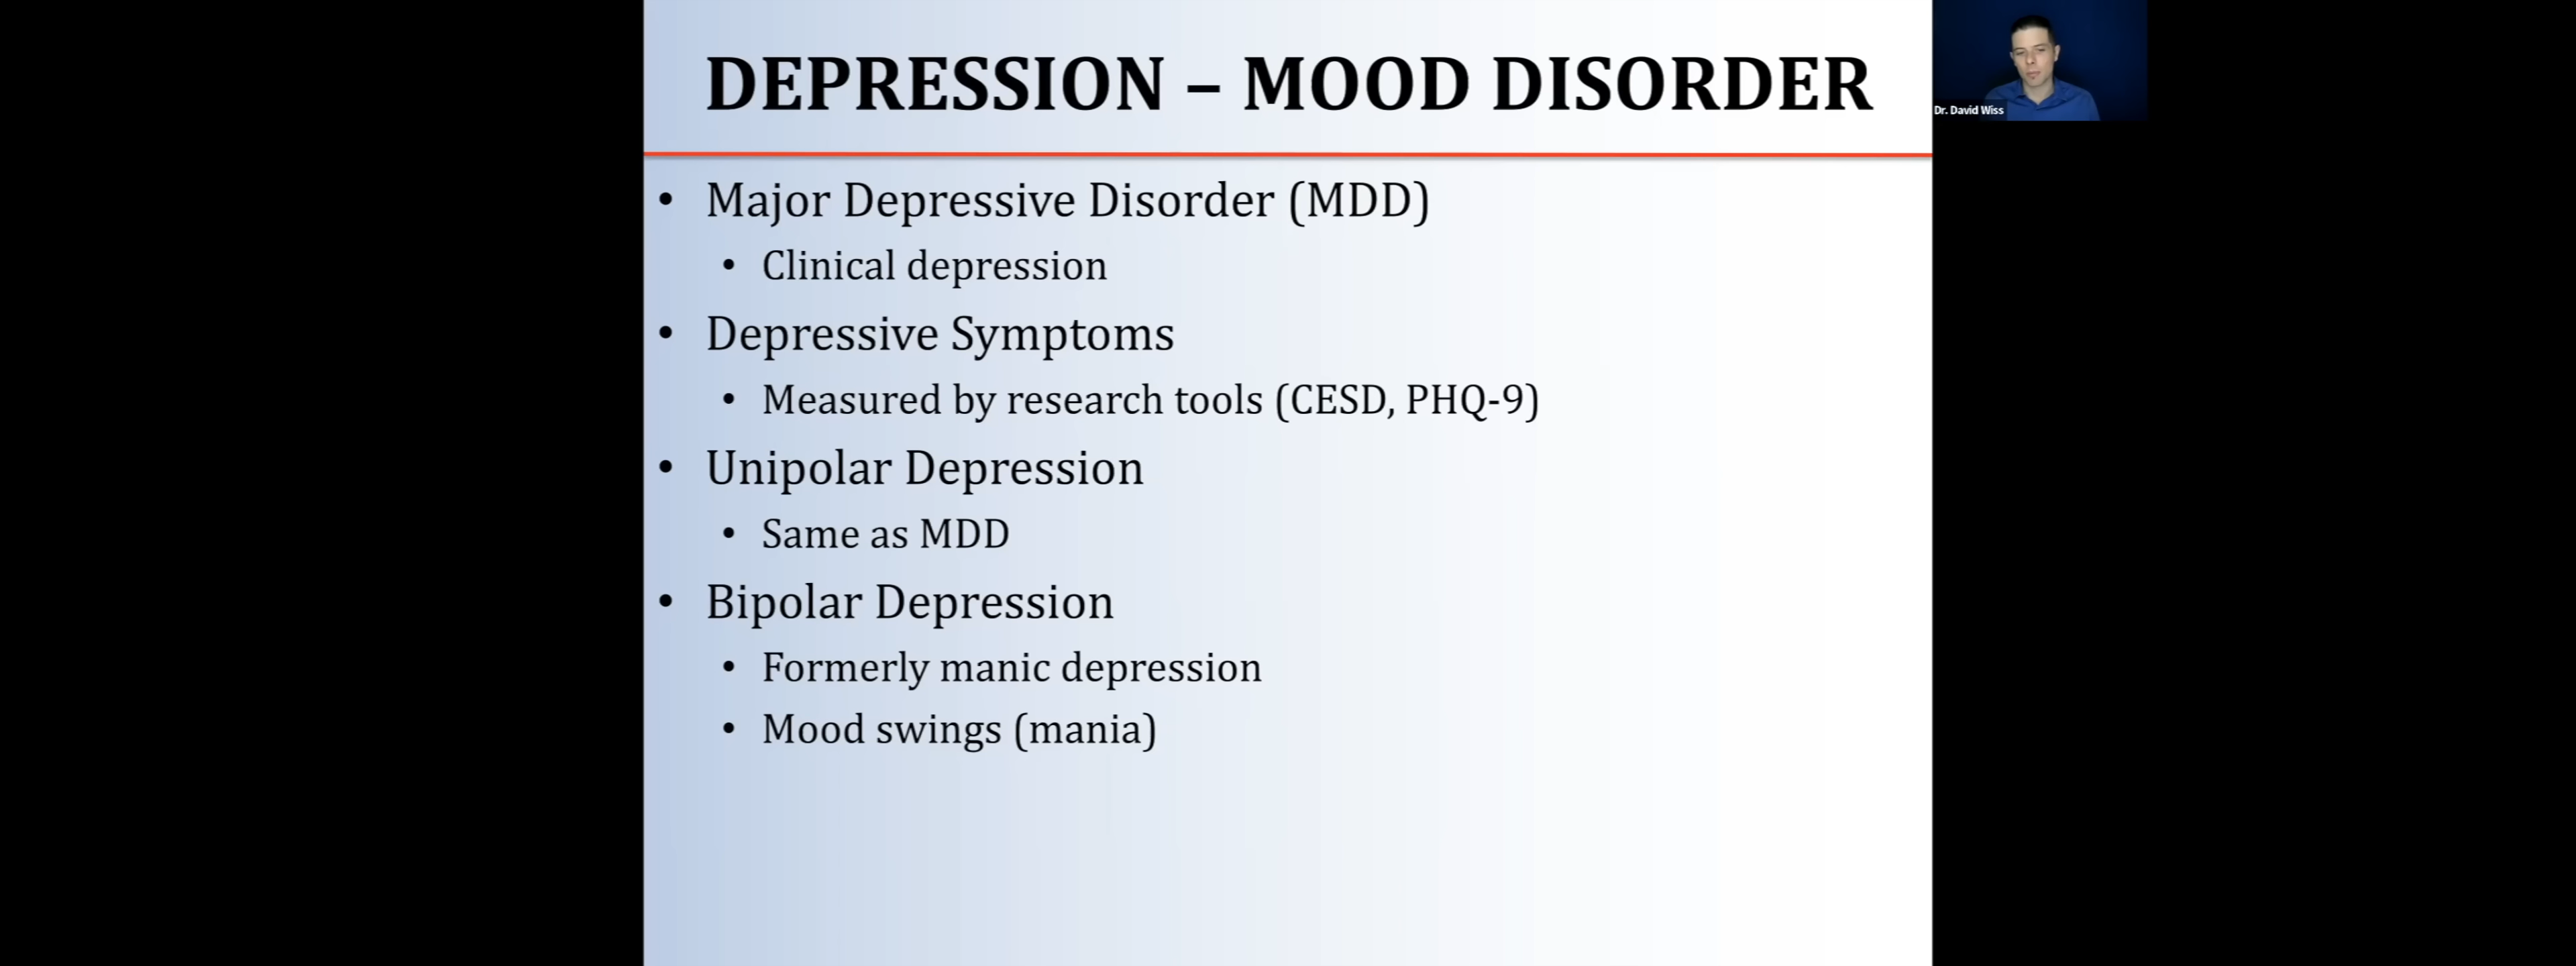 DEPRESSION – MOOD DISORDER
• Major Depressive Disorder (MDD)
• Clinical depression
• Depressive Symptoms
• Measured by research tools (CESD, PHQ-9)
• Unipolar Depression
• Same as MDD
• Bipolar Depression
• Formerly manic depression
• Mood swings (mania)
Dr. David Wiss